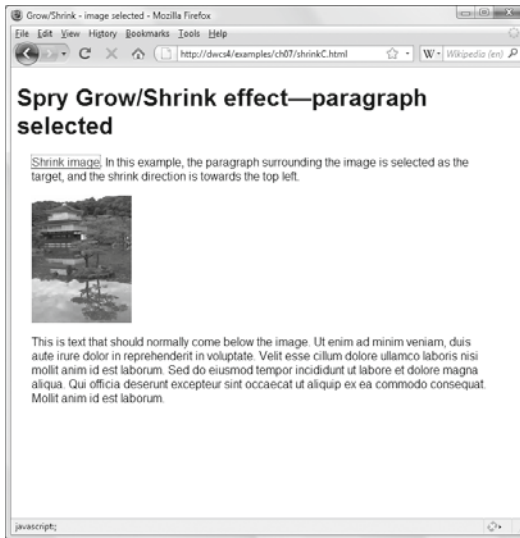 Grow/Shrink - image selected - Mozilla Firefox
File Edit View History Bookmarks Tools Help
http://dwcs4/examples/ch07/shrinkC.html W Wikipedia (en)
Spry Grow/Shrink effect—paragraph
selected
Shrink image. In this example, the paragraph surrounding the image is selected as the
target, and the shrink direction is towards the top left.
This is text that should normally come below the image. Ut enim ad minim veniam, duis
aute irure dolor in reprehenderit in voluptate. Velit esse cillum dolore ullamco laboris nisi
mollit anim id est laborum. Sed do eiusmod tempor incididunt ut labore et dolore magna
aliqua. Qui officia deserunt excepteur sint occaecat ut aliquip ex ea commodo consequat.
Mollit anim id est laborum.
javascript:;